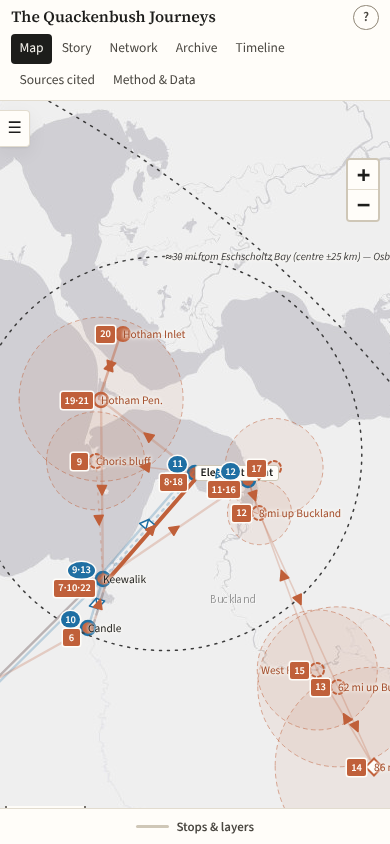 The Quackenbush Journeys
?
Map
Story
Network
Archive
Timeline
Sources cited
Method & Data
☰
+
−
≈30 mi from Eschscholtz Bay (centre ±25 km) — Osb
20
Hotham Inlet
19·21
Hotham Pen.
9
Choris bluff
11
8·18
12
17
11·16
12
8 mi up Buckland
9·13
7·10·22
Keewalik
Buckland
10
Candle
6
15
13
62 mi up Bu
14
86 m
Stops & layers